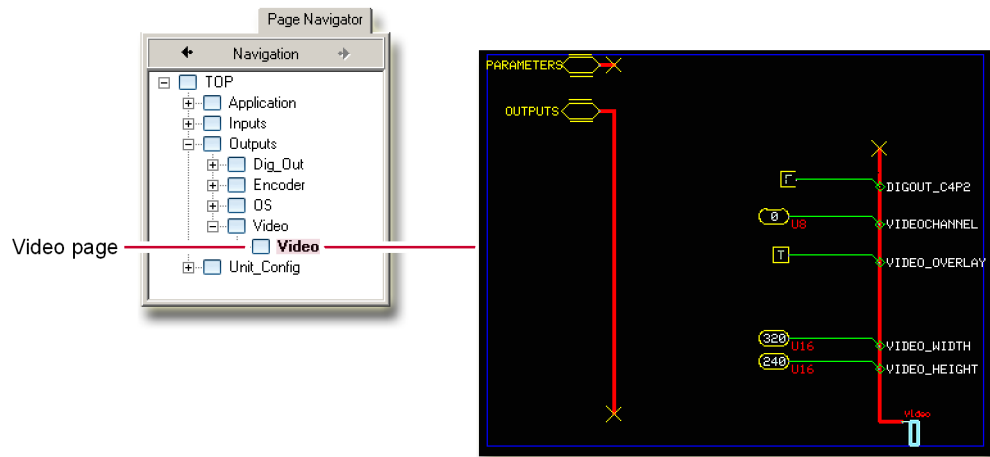 Page Navigator
Navigation
TOP
Application
Inputs
Outputs
Dig_Out
Encoder
OS
Video
Video
Unit_Config
Video page
PARAMETERS
OUTPUTS
F
DIGOUT_C4P2
0
U8
VIDEOCHANNEL
T
VIDEO_OVERLAY
320
U16
VIDEO_WIDTH
240
U16
VIDEO_HEIGHT
Video